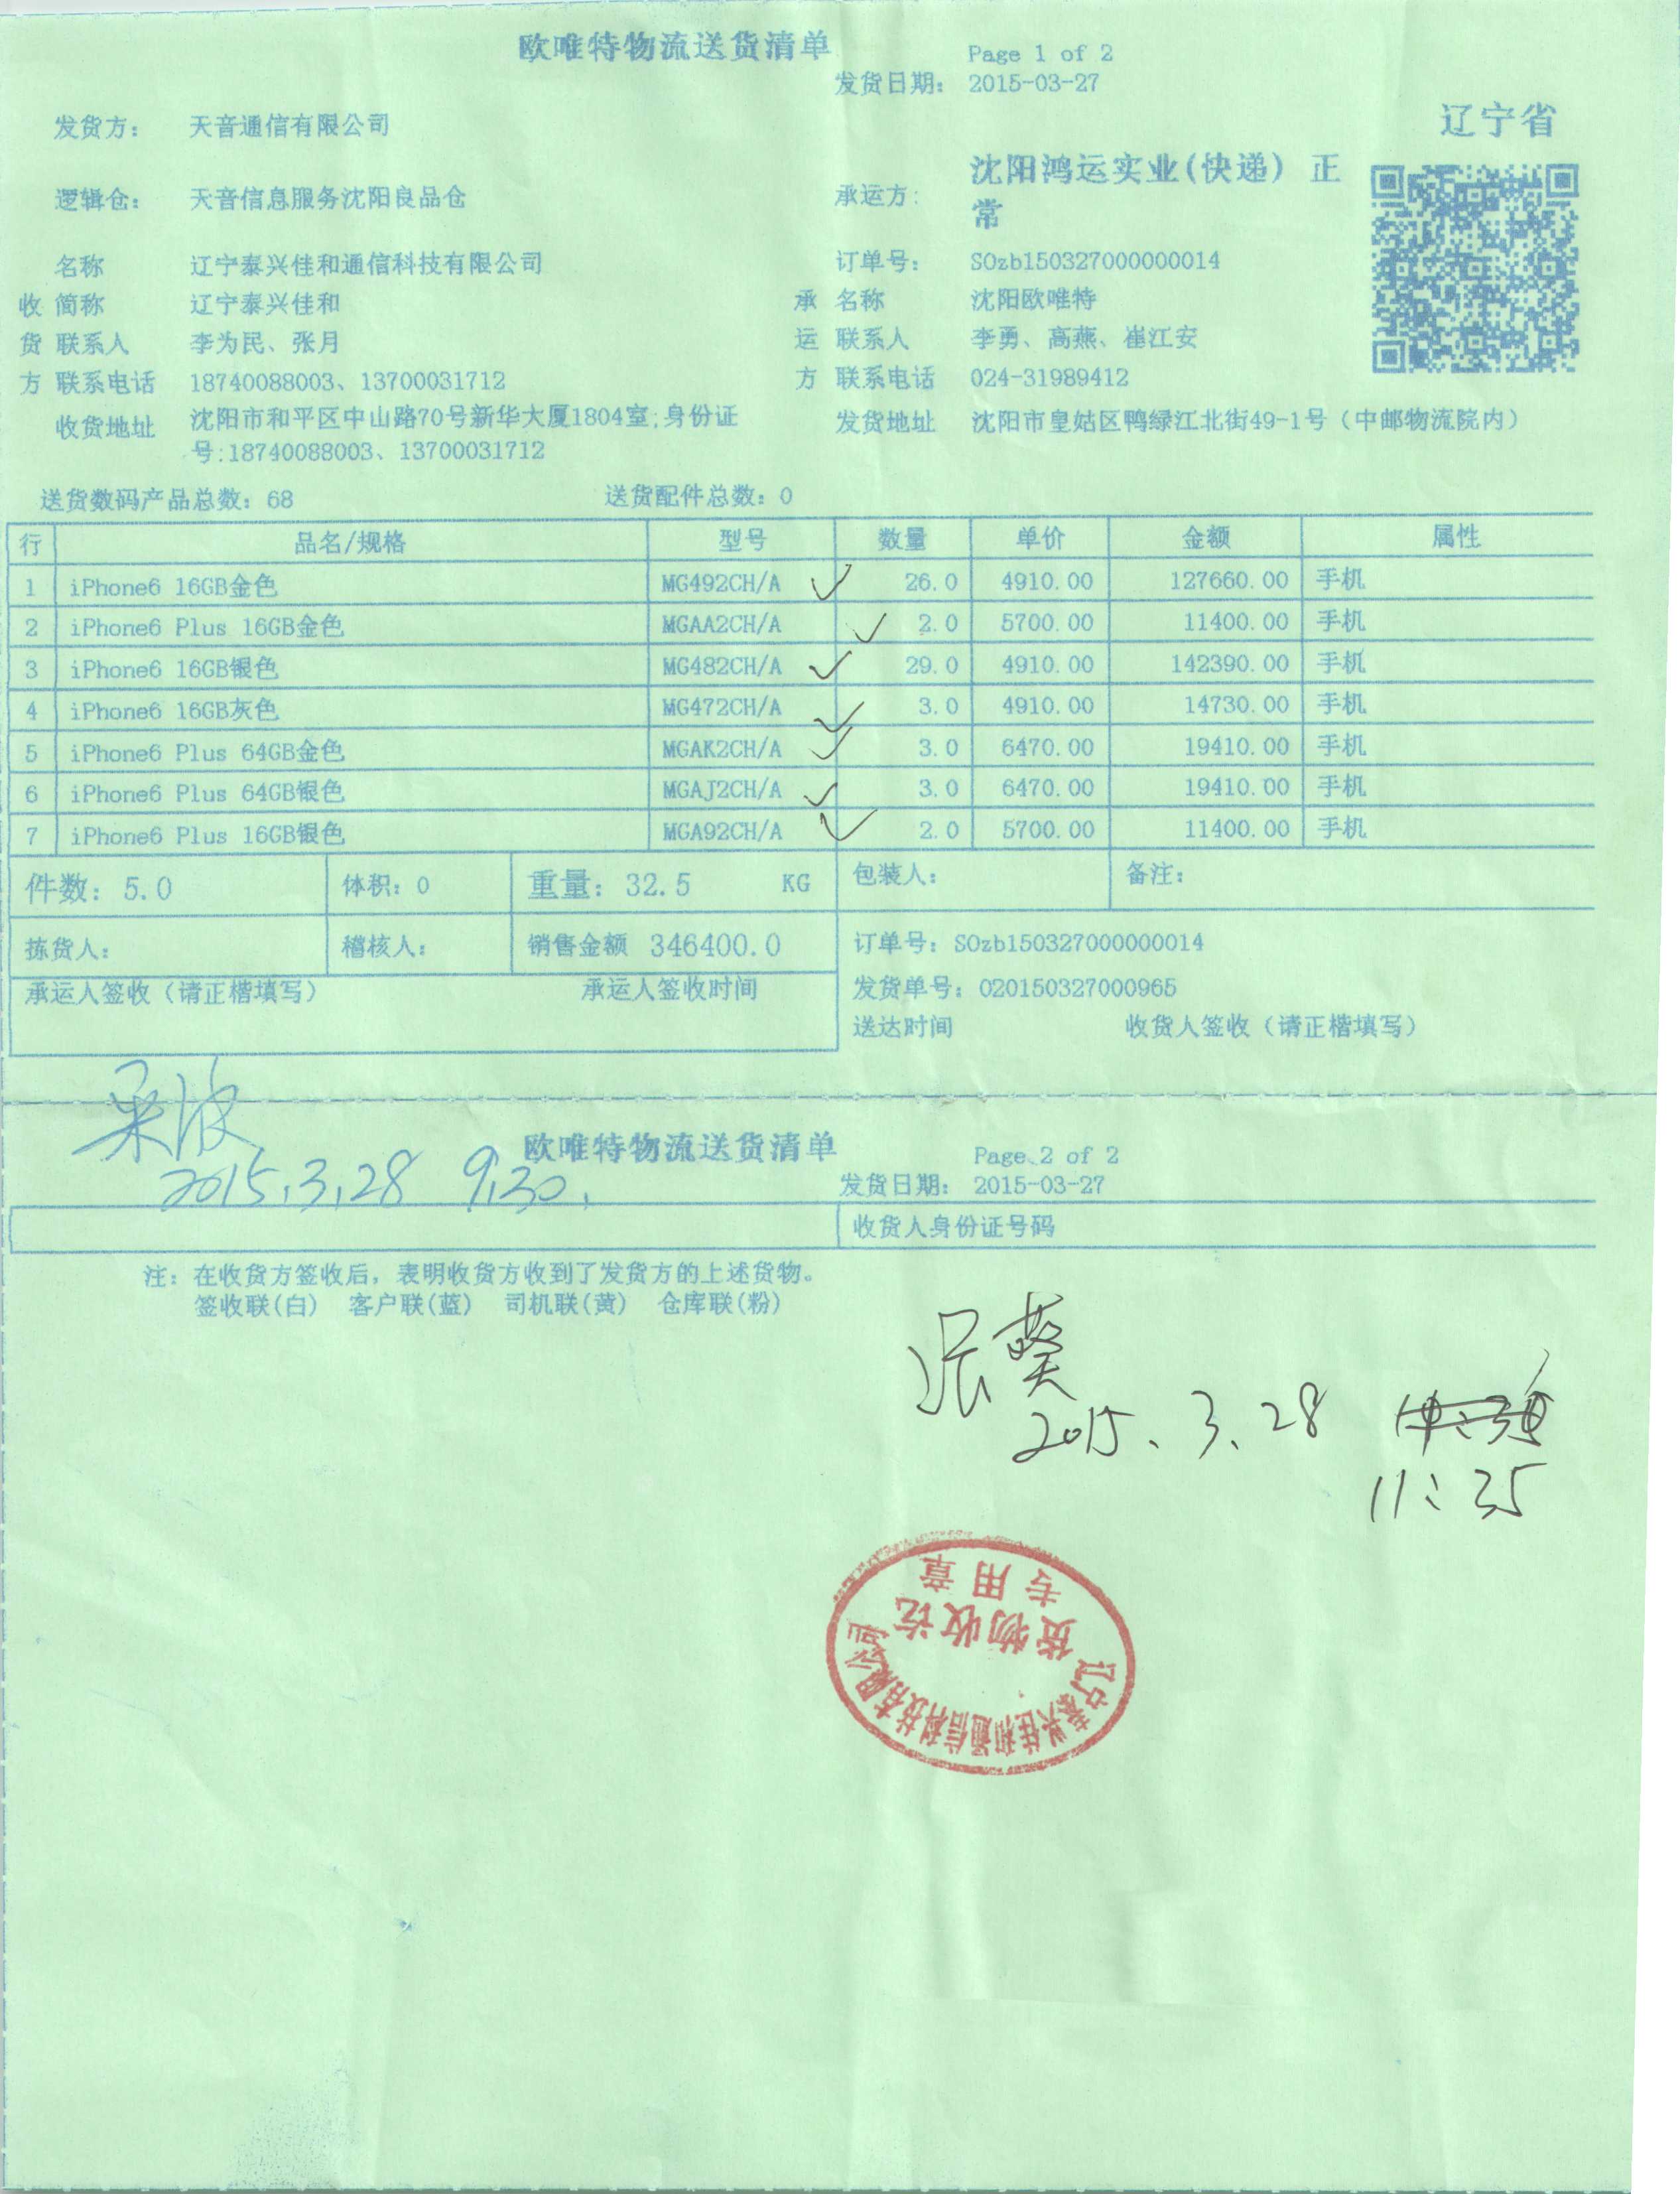 欧唯特物流送货清单
Page 1 of 2
发货日期: 2015-03-27
辽宁省
发货方: 天音通信有限公司
逻辑仓: 天音信息服务沈阳良品仓
承运方: 沈阳鸿运实业(快递) 正常
名称 辽宁泰兴佳和通信科技有限公司 订单号: SOzb150327000000014
收 简称 辽宁泰兴佳和 承 名称 沈阳欧唯特
货 联系人 李为民、张月 运 联系人 李勇、高燕、崔江安
方 联系电话 18740088003、13700031712 方 联系电话 024-31989412
收货地址 沈阳市和平区中山路70号新华大厦1804室;身份证 发货地址 沈阳市皇姑区鸭绿江北街49-1号（中邮物流院内）
号:18740088003、13700031712
送货数码产品总数: 68 送货配件总数: 0
行 品名/规格 型号 数量 单价 金额 属性
1 iPhone6 16GB金色 MG492CH/A ✓ 26.0 4910.00 127660.00 手机
2 iPhone6 Plus 16GB金色 MGAA2CH/A ✓ 2.0 5700.00 11400.00 手机
3 iPhone6 16GB银色 MG482CH/A ✓ 29.0 4910.00 142390.00 手机
4 iPhone6 16GB灰色 MG472CH/A ✓ 3.0 4910.00 14730.00 手机
5 iPhone6 Plus 64GB金色 MGAK2CH/A ✓ 3.0 6470.00 19410.00 手机
6 iPhone6 Plus 64GB银色 MGAJ2CH/A ✓ 3.0 6470.00 19410.00 手机
7 iPhone6 Plus 16GB银色 MGA92CH/A ✓ 2.0 5700.00 11400.00 手机
件数: 5.0 体积: 0 重量: 32.5 KG 包装人: 备注:
拣货人: 稽核人: 销售金额 346400.0 订单号: SOzb150327000000014
承运人签收（请正楷填写） 承运人签收时间 发货单号: 020150327000965
送达时间 收货人签收（请正楷填写）
欧唯特物流送货清单
Page 2 of 2
2015.3.28 9.30.
发货日期: 2015-03-27
收货人身份证号码
注: 在收货方签收后，表明收货方收到了发货方的上述货物。
签收联(白) 客户联(蓝) 司机联(黄) 仓库联(粉)
2015、3、28
11:35
辽宁泰兴佳和通信科技有限公司
货物收讫
专用章